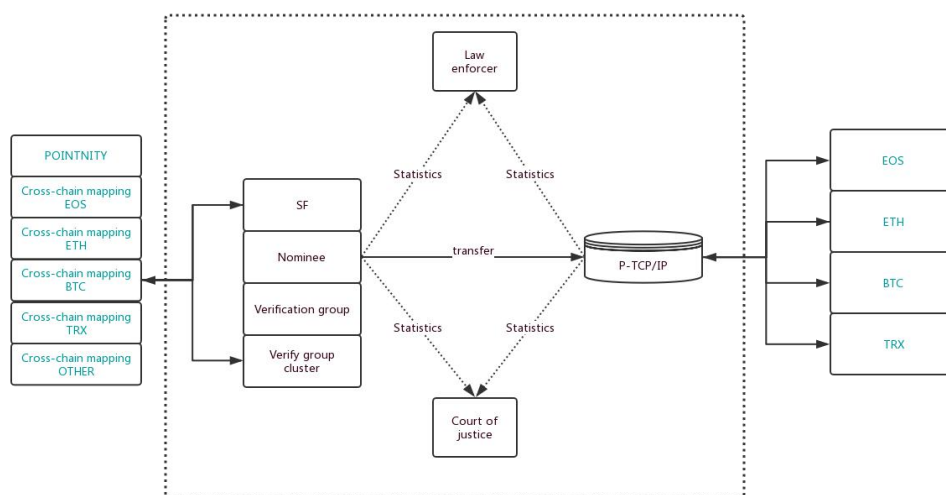 Law
enforcer
POINTNITY
Cross-chain mapping
EOS
Cross-chain mapping
ETH
Cross-chain mapping
BTC
Cross-chain mapping
TRX
Cross-chain mapping
OTHER
SF
Nominee
Verification group
Verify group
cluster
Statistics
Statistics
transfer
Statistics
Statistics
P-TCP/IP
Court of
justice
EOS
ETH
BTC
TRX